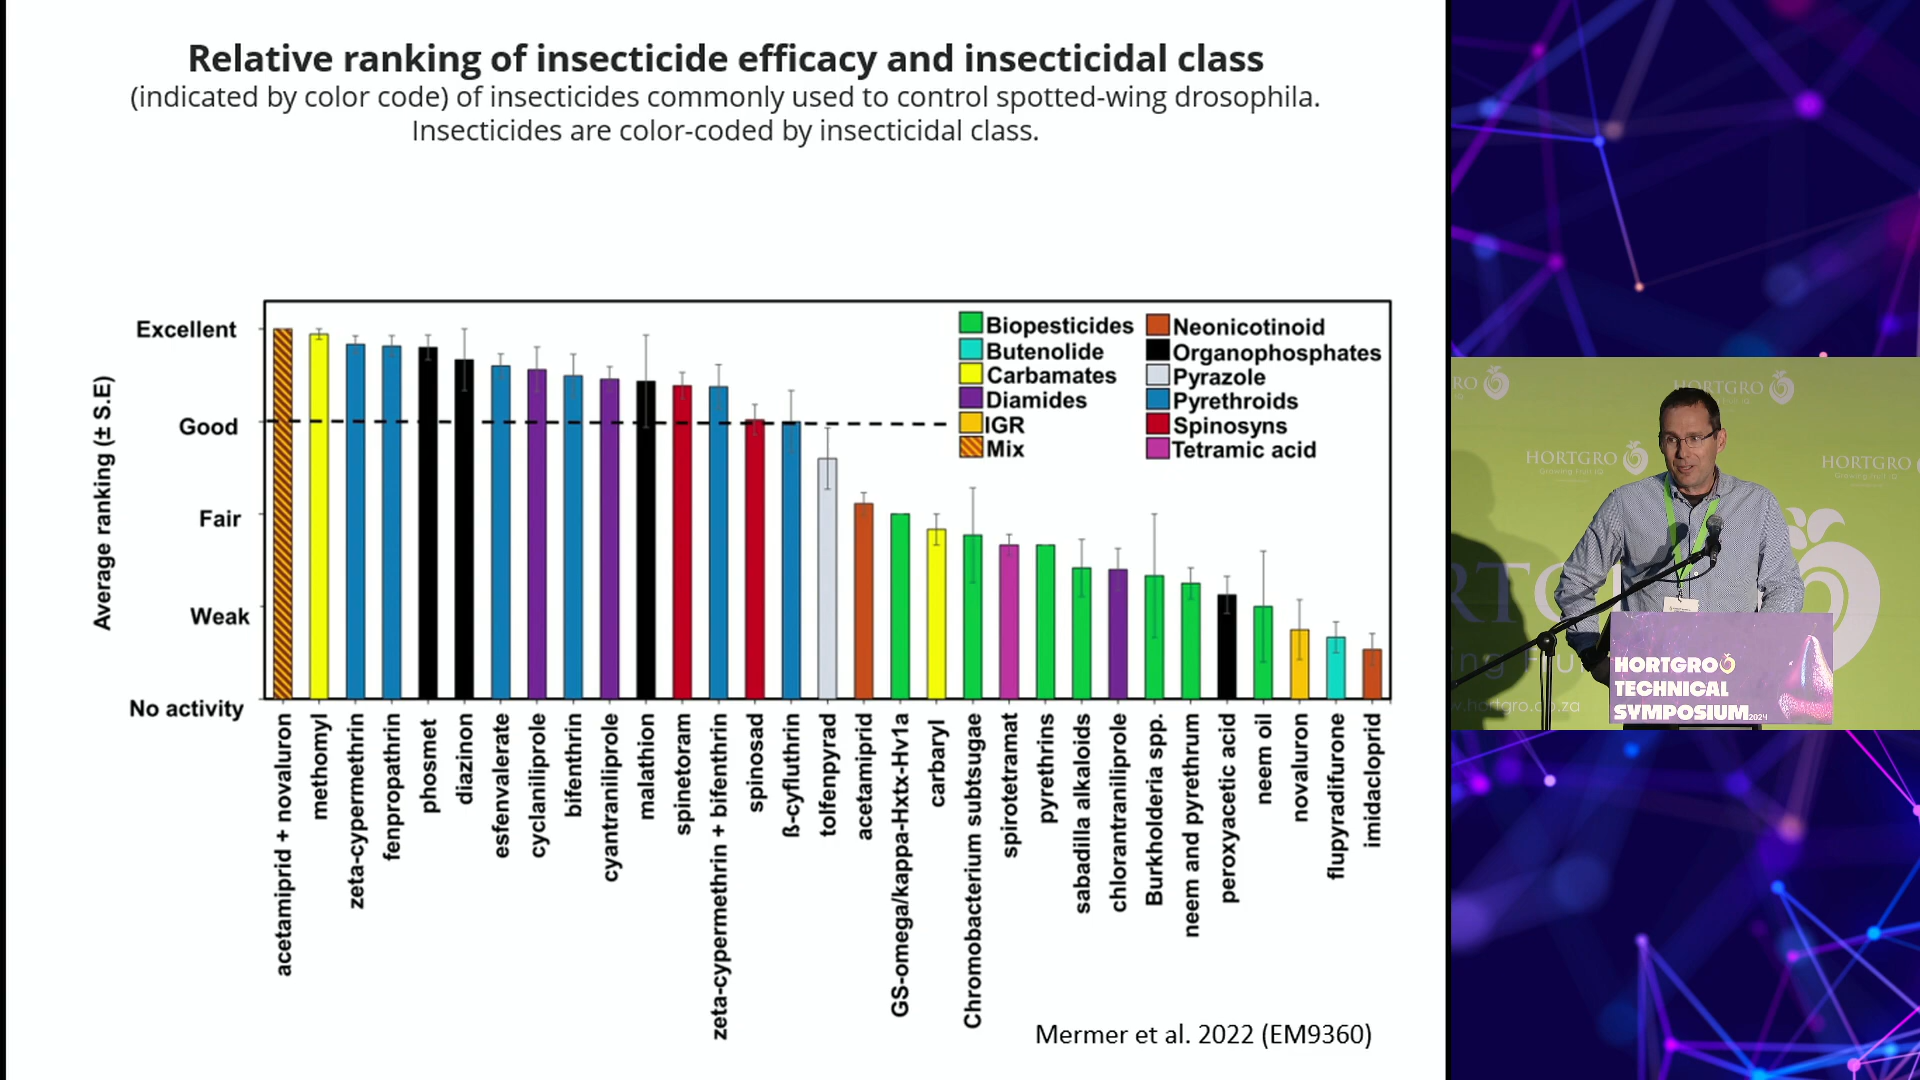 Relative ranking of insecticide efficacy and insecticidal class
(indicated by color code) of insecticides commonly used to control spotted-wing drosophila.
Insecticides are color-coded by insecticidal class.
Average ranking (± S.E)
Excellent
Good
Fair
Weak
No activity
Biopesticides
Butenolide
Carbamates
Diamides
IGR
Mix
Neonicotinoid
Organophosphates
Pyrazole
Pyrethroids
Spinosyns
Tetramic acid
acetamiprid + novaluron
methomyl
zeta-cypermethrin
fenpropathrin
phosmet
diazinon
esfenvalerate
cyclaniliprole
bifenthrin
cyantraniliprole
malathion
spinetoram
zeta-cypermethrin + bifenthrin
spinosad
ß-cyfluthrin
tolfenpyrad
acetamiprid
GS-omega/kappa-Hxtx-Hv1a
carbaryl
Chromobacterium subtsugae
spirotetramat
pyrethrins
sabadilla alkaloids
chlorantraniliprole
Burkholderia spp.
neem and pyrethrum
peroxyacetic acid
neem oil
novaluron
flupyradifurone
imidacloprid
Mermer et al. 2022 (EM9360)
HORTGRO
HORTGRO
HORTGRO
HORTGRO
TECHNICAL
SYMPOSIUM2024